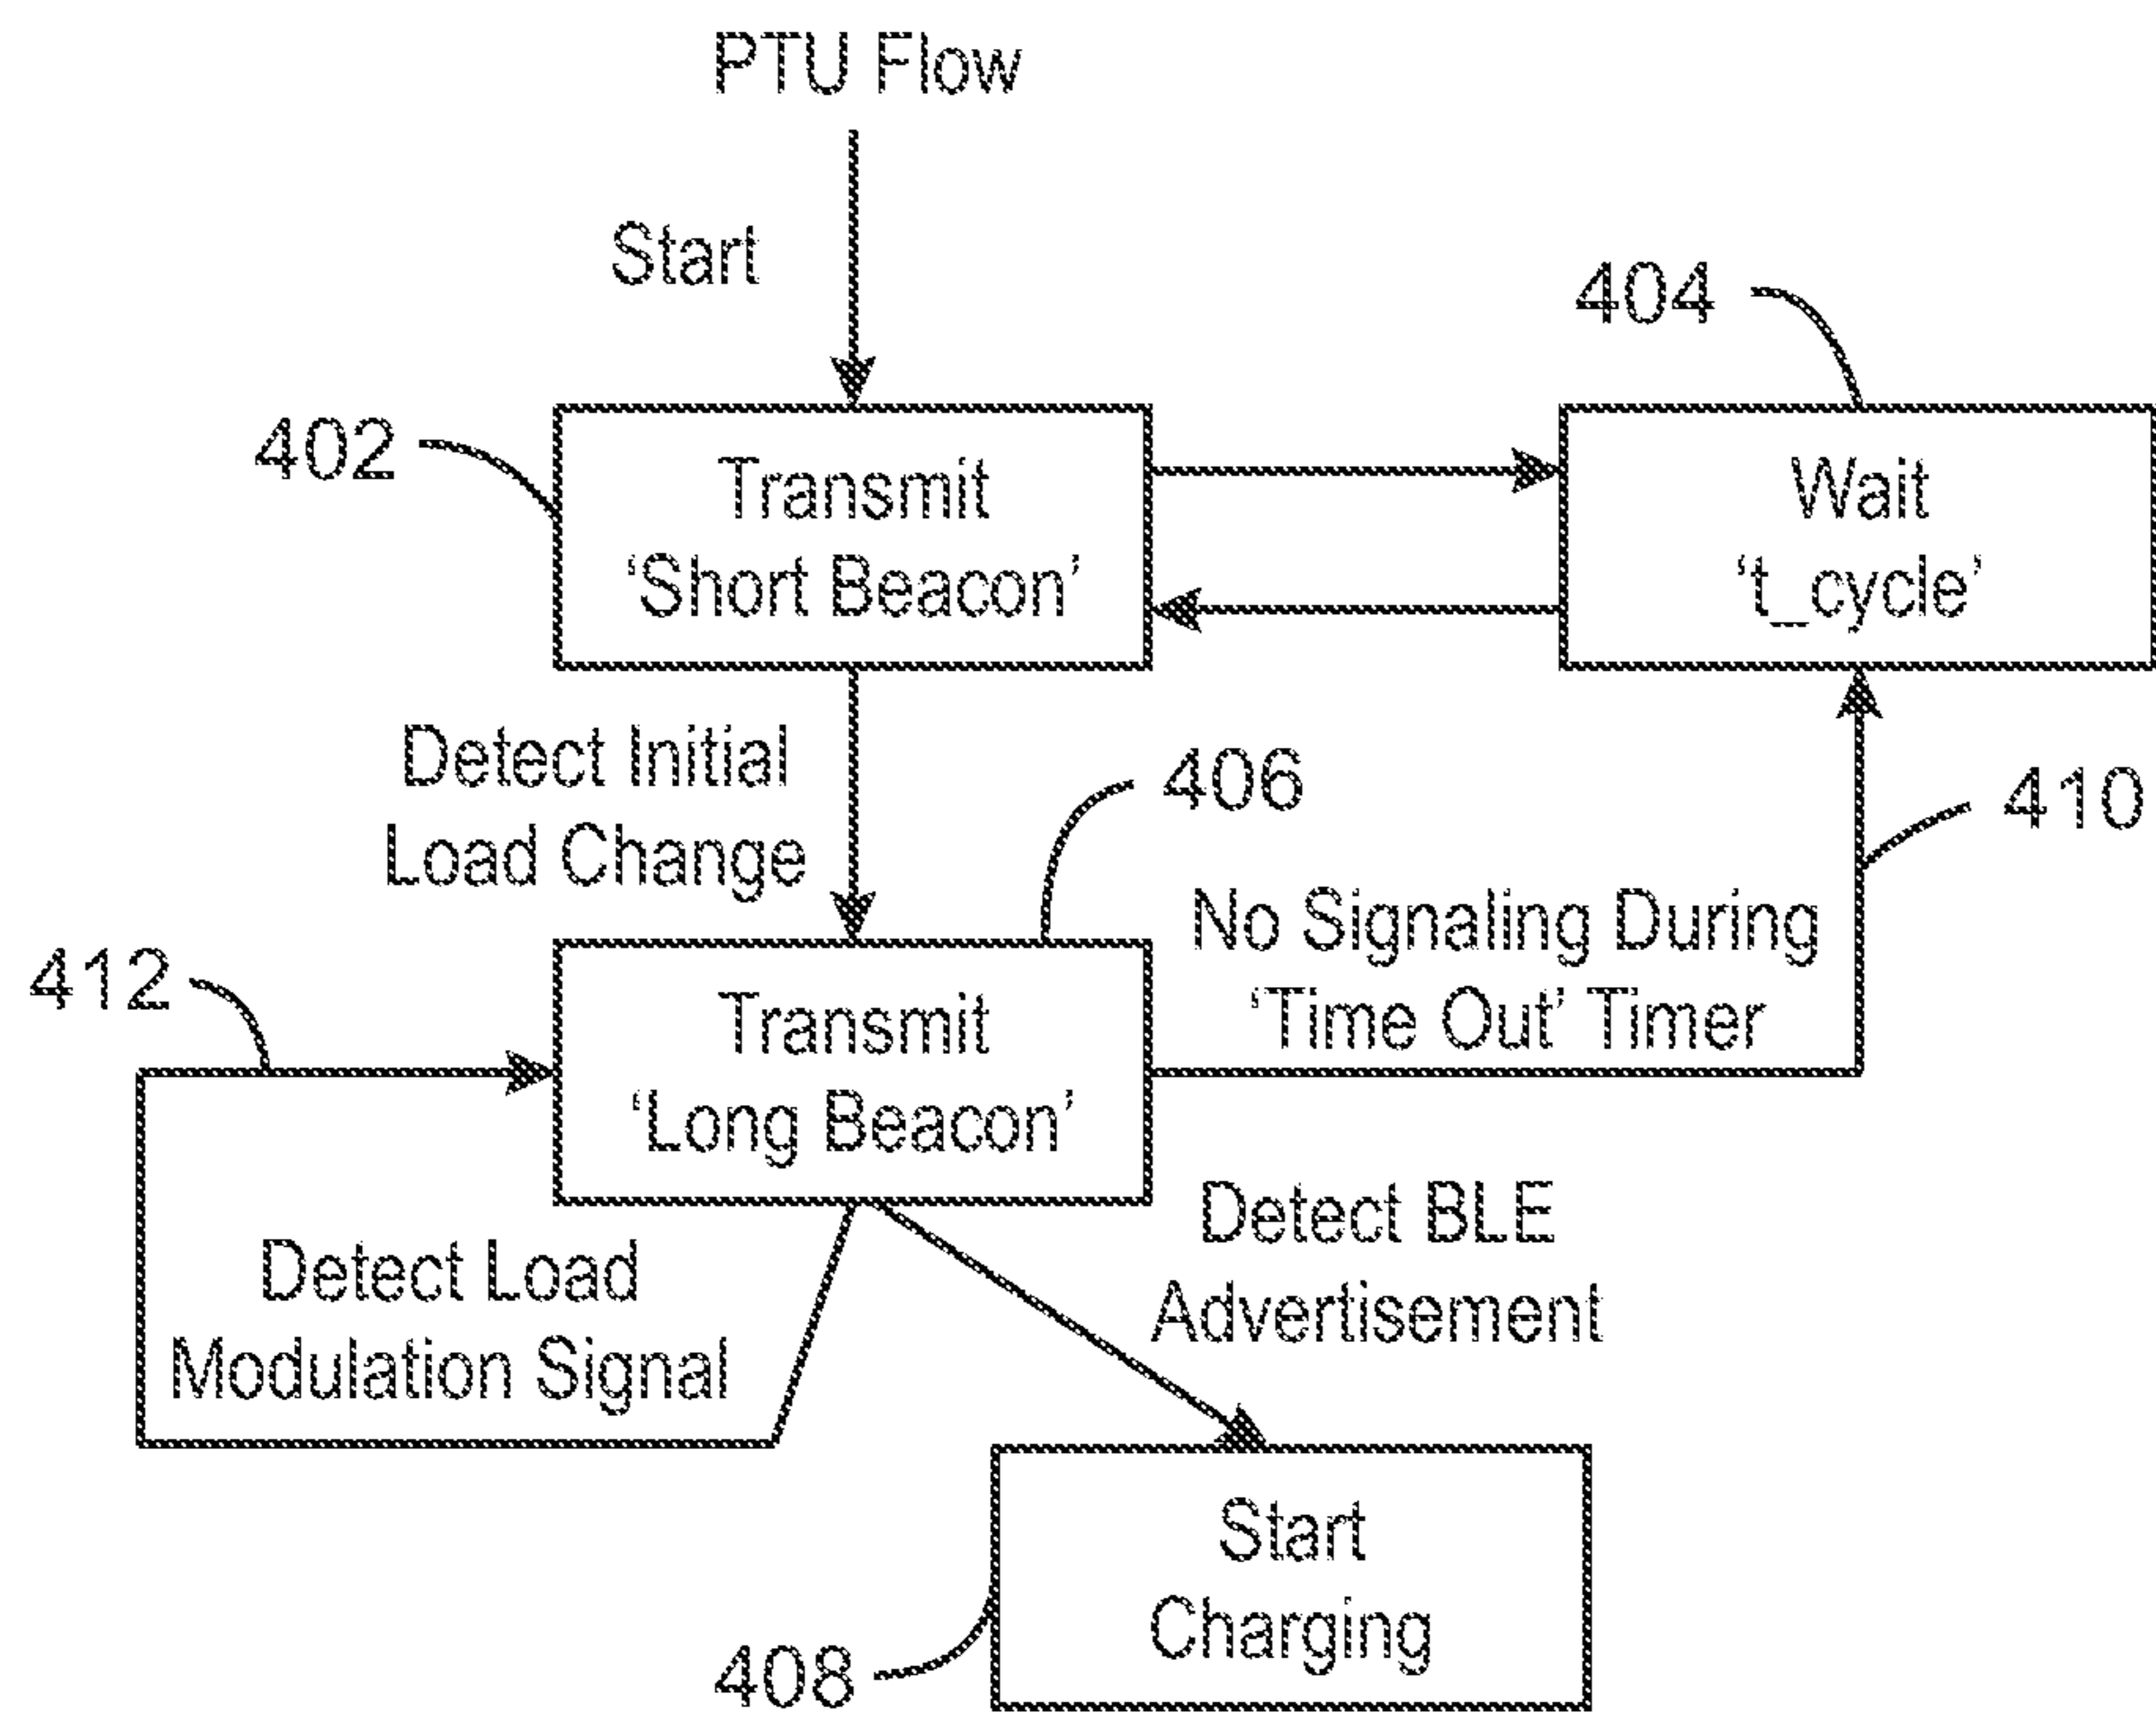 PTU Flow
Start
404
402
Transmit
‘Short Beacon’
Wait
‘t_cycle’
Detect Initial
Load Change
406
410
No Signaling During
‘Time Out’ Timer
412
Transmit
‘Long Beacon’
Detect BLE
Advertisement
Detect Load
Modulation Signal
Start
Charging
408